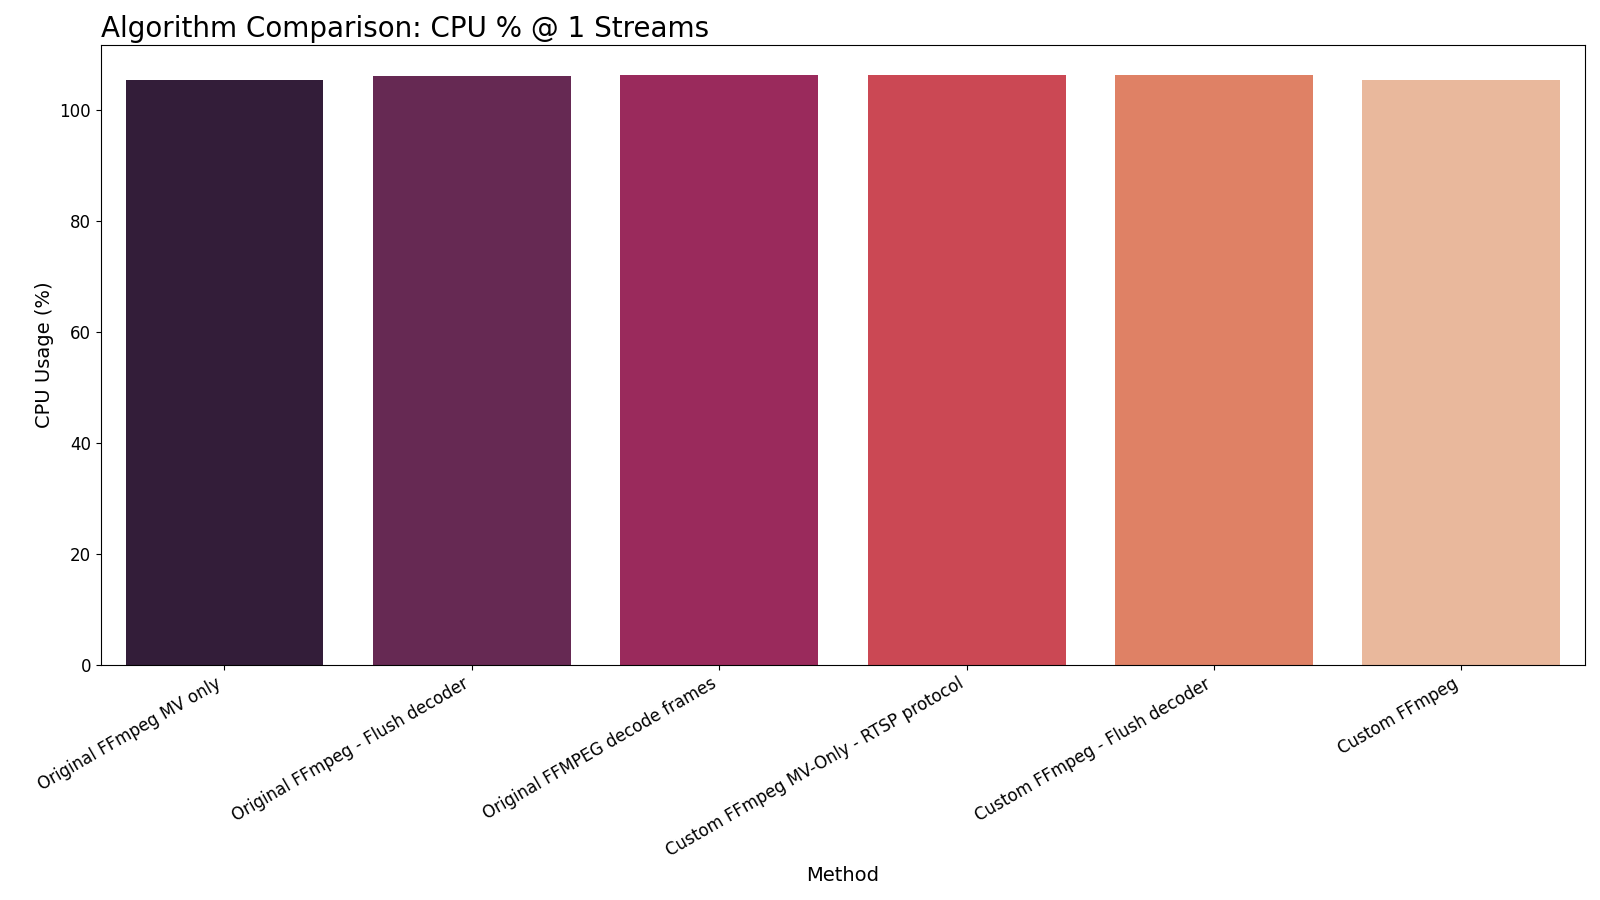 Algorithm Comparison: CPU % @ 1 Streams
CPU Usage (%)
100
80
60
40
20
0
Original FFmpeg MV only
Original FFmpeg - Flush decoder
Original FFMPEG decode frames
Custom FFmpeg MV-Only - RTSP protocol
Custom FFmpeg - Flush decoder
Custom FFmpeg
Method